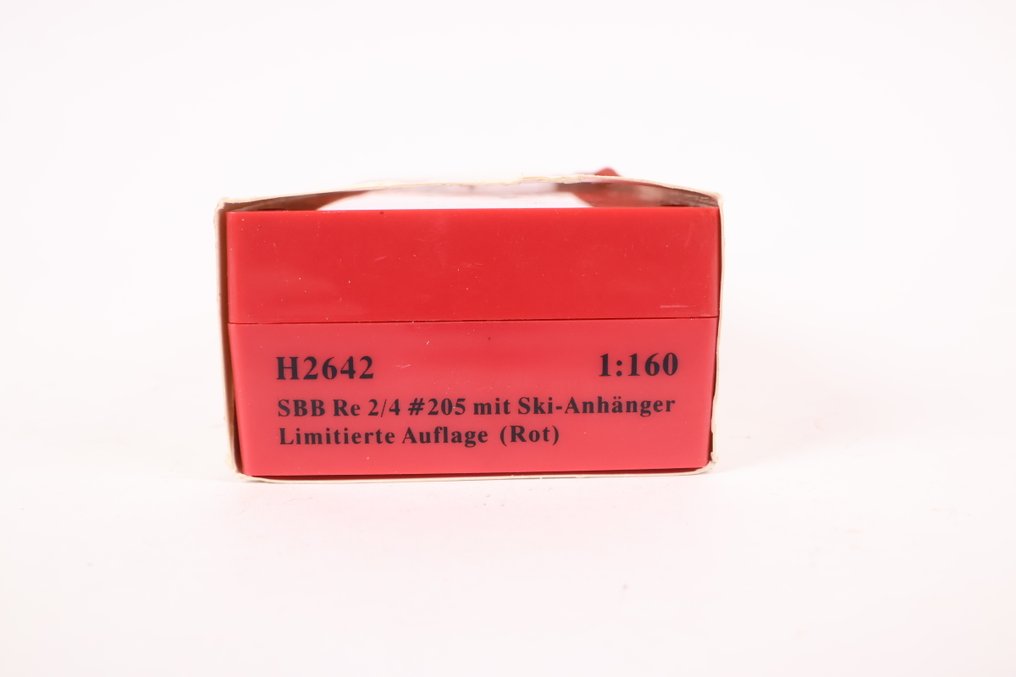 H2642 1:160
SBB Re 2/4 #205 mit Ski-Anhänger
Limitierte Auflage (Rot)